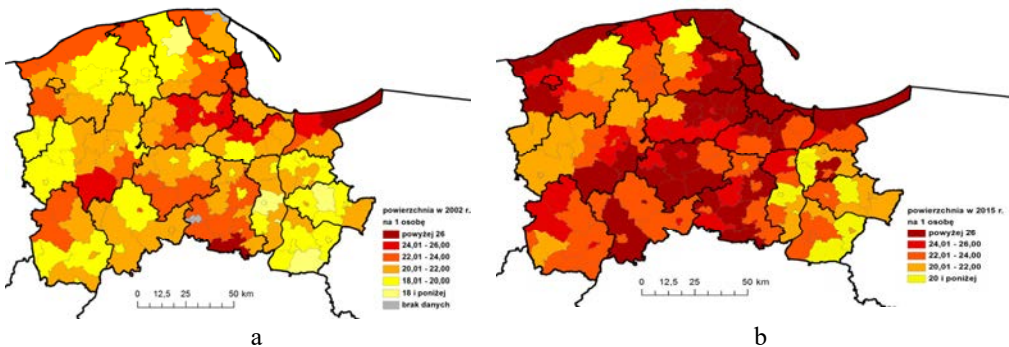 powierzchnia w 2002 r.
na 1 osobę
powyżej 26
24,01 - 26,00
22,01 - 24,00
20,01 - 22,00
18,01 - 20,00
18 i poniżej
brak danych
0 12,5 25 50 km
a
powierzchnia w 2015 r.
na 1 osobę
powyżej 26
24,01 - 26,00
22,01 - 24,00
20,01 - 22,00
20 i poniżej
0 12,5 25 50 km
b